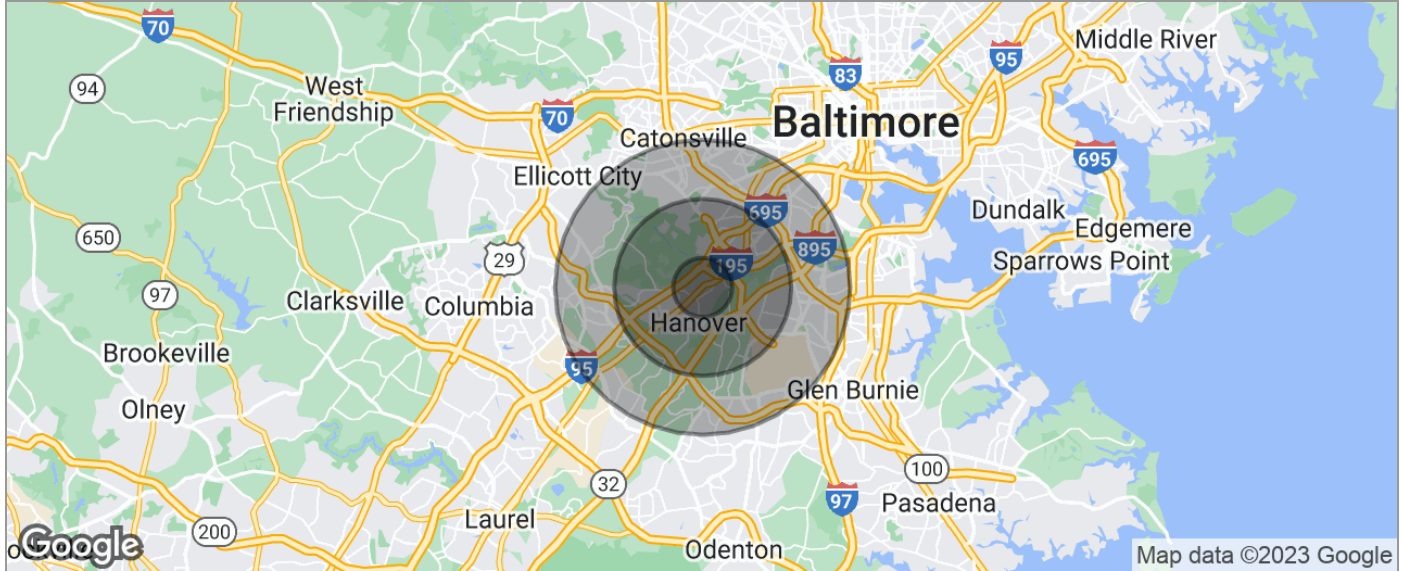 70
Middle River
95
83
94
West
Friendship
70
Baltimore
Catonsville
695
Ellicott City
695
Dundalk
Edgemere
650
895
29
195
Sparrows Point
97
Clarksville
Columbia
Hanover
Brookeville
95
Glen Burnie
Olney
100
32
97
Pasadena
Laurel
200
Odenton
Google
Map data ©2023 Google